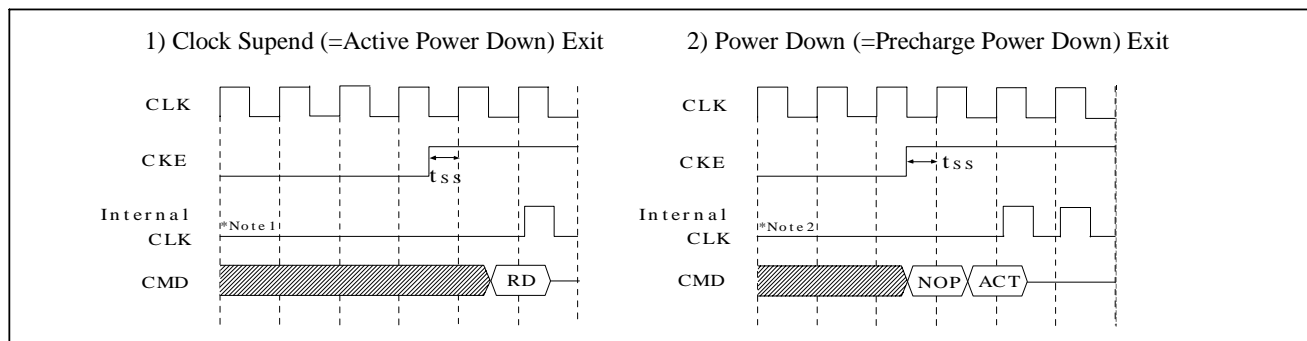 1) Clock Supend (=Active Power Down) Exit
CLK
CKE
tss
Internal
CLK
*Note1
CMD
RD
2) Power Down (=Precharge Power Down) Exit
CLK
CKE
tss
Internal
CLK
*Note2
CMD
NOP
ACT